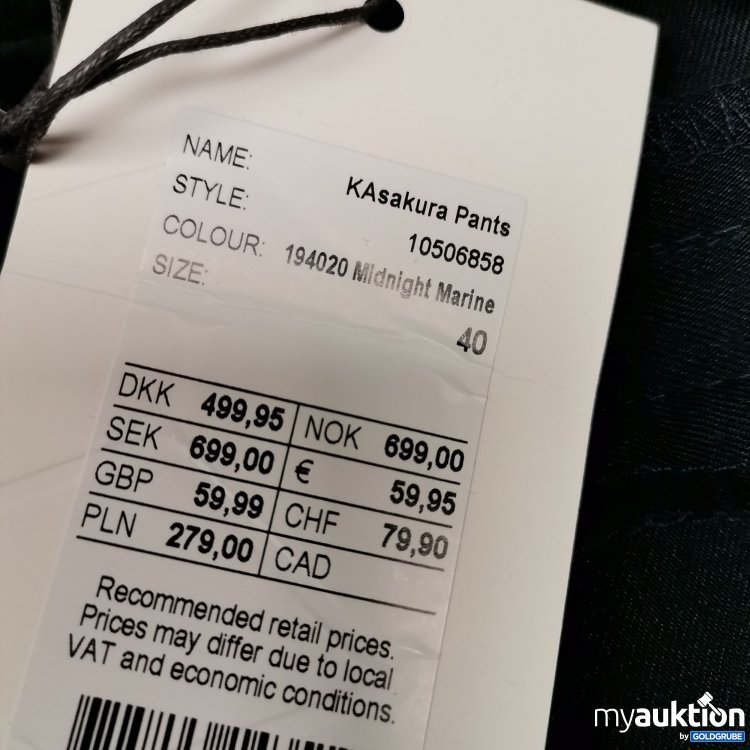 NAME: KAsakura Pants
STYLE: 10506858
COLOUR: 194020 Midnight Marine
SIZE: 40
DKK 499,95 NOK 699,00
SEK 699,00 € 59,95
GBP 59,99 CHF 79,90
PLN 279,00 CAD
Recommended retail prices.
Prices may differ due to local
VAT and economic conditions.
myauktion
by GOLDGRUBE